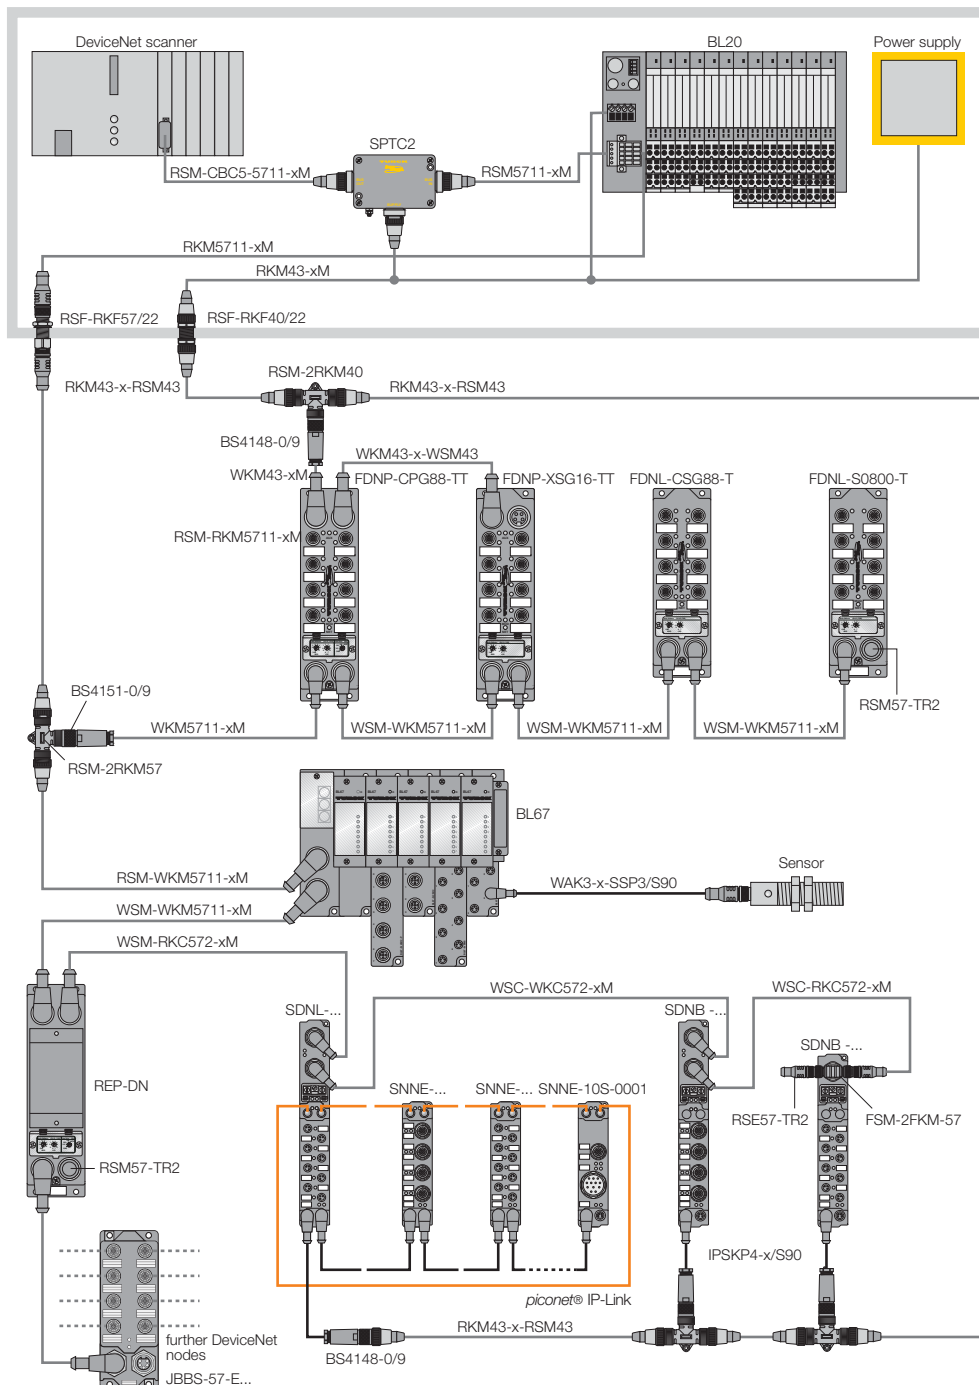 DeviceNet scanner
BL20
Power supply
SPTC2
RSM-CBC5-5711-xM
RSM5711-xM
RKM5711-xM
RKM43-xM
RSF-RKF57/22
RSF-RKF40/22
RSM-2RKM40
RKM43-x-RSM43
RKM43-x-RSM43
BS4148-0/9
WKM43-x-WSM43
WKM43-xM
FDNP-CPG88-TT
FDNP-XSG16-TT
FDNL-CSG88-T
FDNL-S0800-T
RSM-RKM5711-xM
BS4151-0/9
RSM57-TR2
WKM5711-xM
WSM-WKM5711-xM
WSM-WKM5711-xM
WSM-WKM5711-xM
RSM-2RKM57
BL67
Sensor
RSM-WKM5711-xM
WAK3-x-SSP3/S90
WSM-WKM5711-xM
WSM-RKC572-xM
WSC-WKC572-xM
WSC-RKC572-xM
SDNL-...
SDNB -...
SDNB -...
REP-DN
SNNE-...
SNNE-...
SNNE-10S-0001
RSE57-TR2
FSM-2FKM-57
RSM57-TR2
IPSKP4-x/S90
piconet® IP-Link
RKM43-x-RSM43
further DeviceNet
nodes
BS4148-0/9
JBBS-57-E...